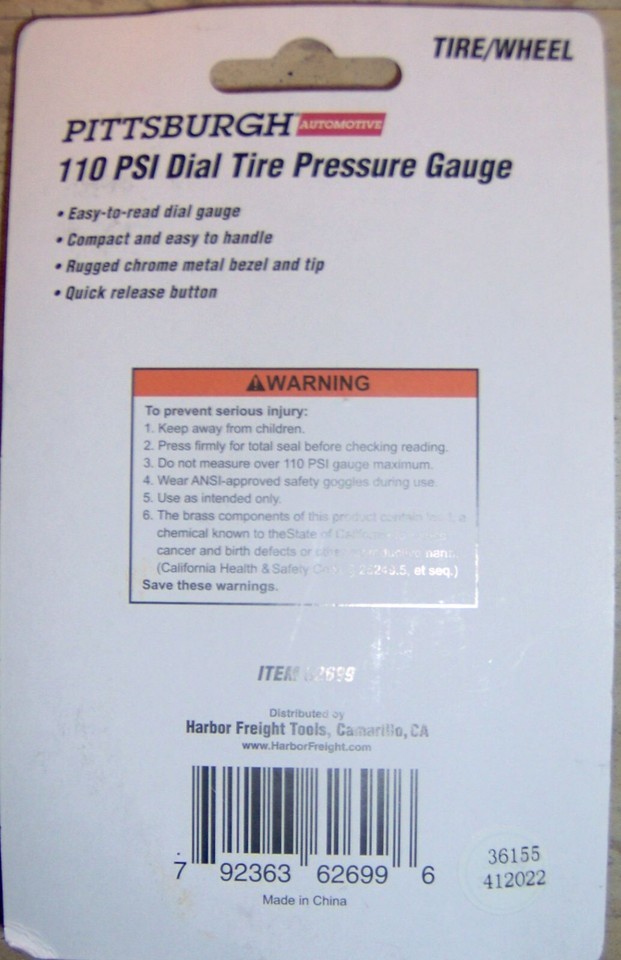 TIRE/WHEEL
PITTSBURGH AUTOMOTIVE
110 PSI Dial Tire Pressure Gauge
• Easy-to-read dial gauge
• Compact and easy to handle
• Rugged chrome metal bezel and tip
• Quick release button
⚠WARNING
To prevent serious injury:
1. Keep away from children.
2. Press firmly for total seal before checking reading.
3. Do not measure over 110 PSI gauge maximum.
4. Wear ANSI-approved safety goggles during use.
5. Use as intended only.
6. The brass components of this product contain a
chemical known to theState of
cancer and birth defects or
(California Health & Safety et seq.)
Save these warnings.
ITEM
Distributed by
Harbor Freight Tools, Camarillo, CA
www.HarborFreight.com
7 92363 62699 6
Made in China
36155
412022